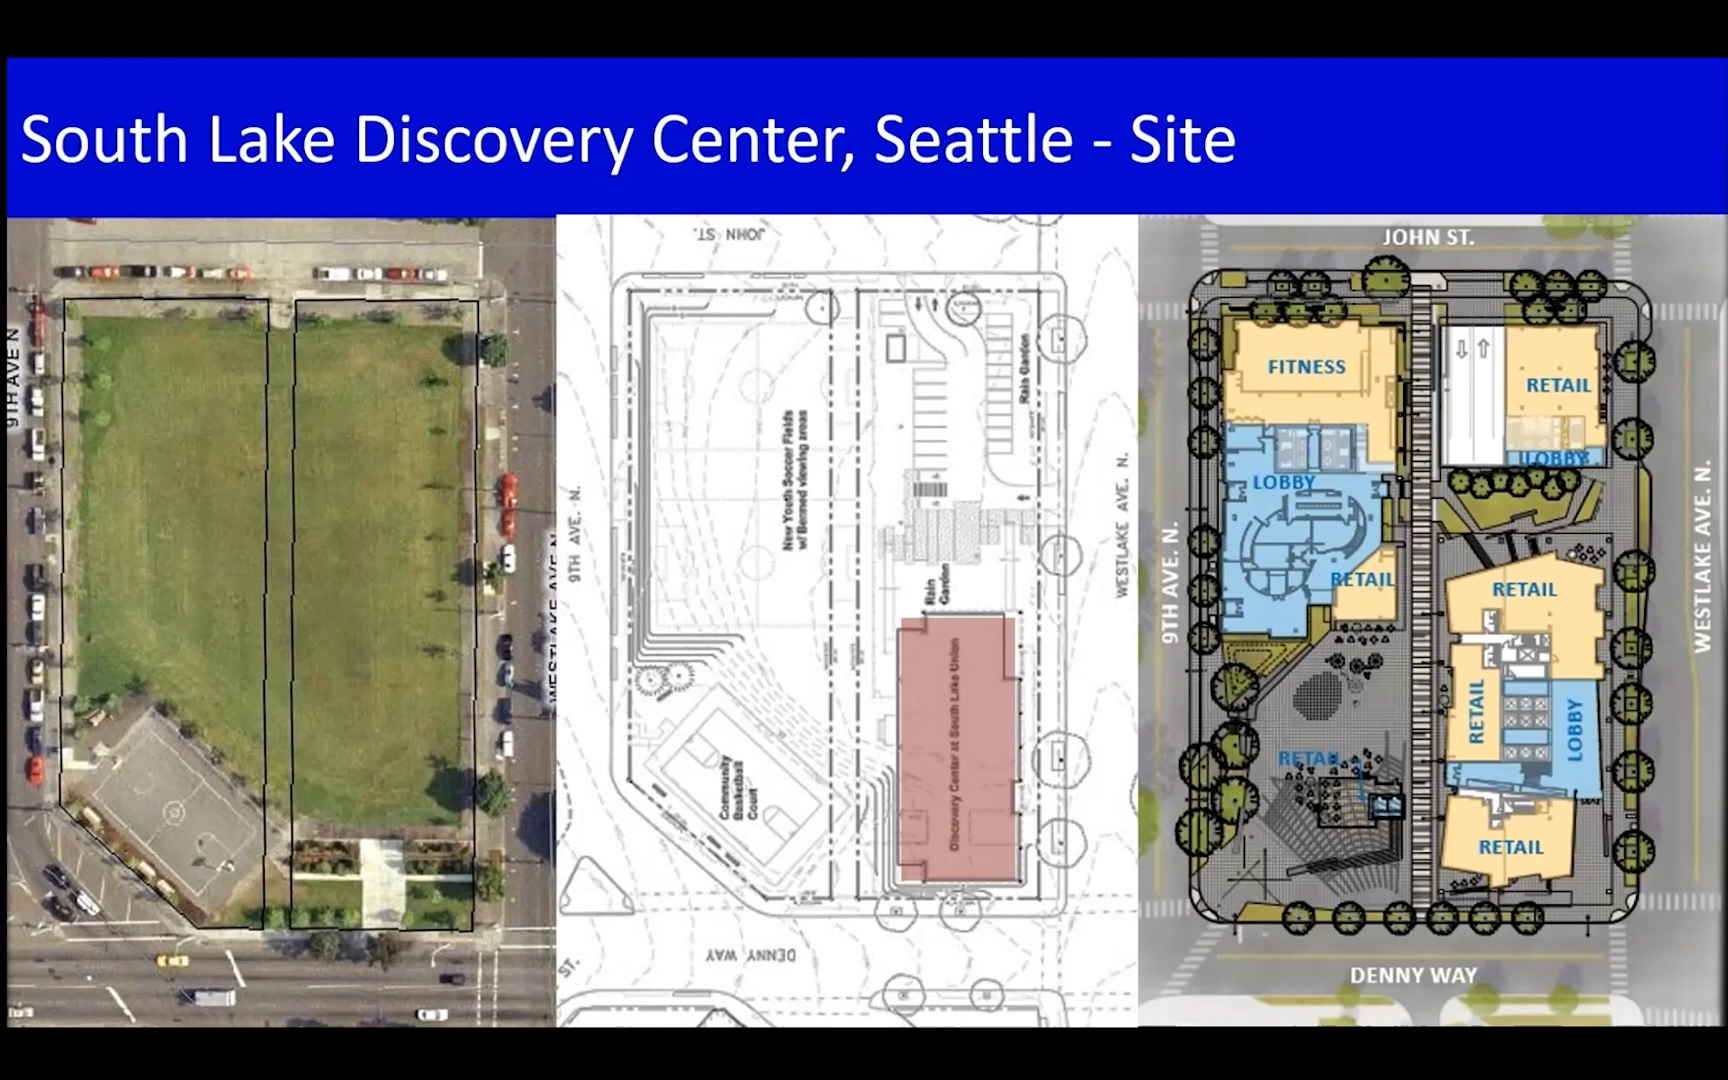 South Lake Discovery Center, Seattle - Site
9TH AVE N
WESTLAKE AVE N
JOHN ST.
9TH AVE. N.
New Youth Soccer Fields
w/ Bermed viewing areas
Rain Garden
Rain
Garden
WESTLAKE AVE. N.
Discovery Center at South Lake Union
Community
Basketball
Court
DENNY WAY
ST.
JOHN ST.
FITNESS
RETAIL
LOBBY
LOBBY
RETAIL
RETAIL
9TH AVE. N.
WESTLAKE AVE. N.
RETAIL
LOBBY
RETAIL
RETAIL
DENNY WAY